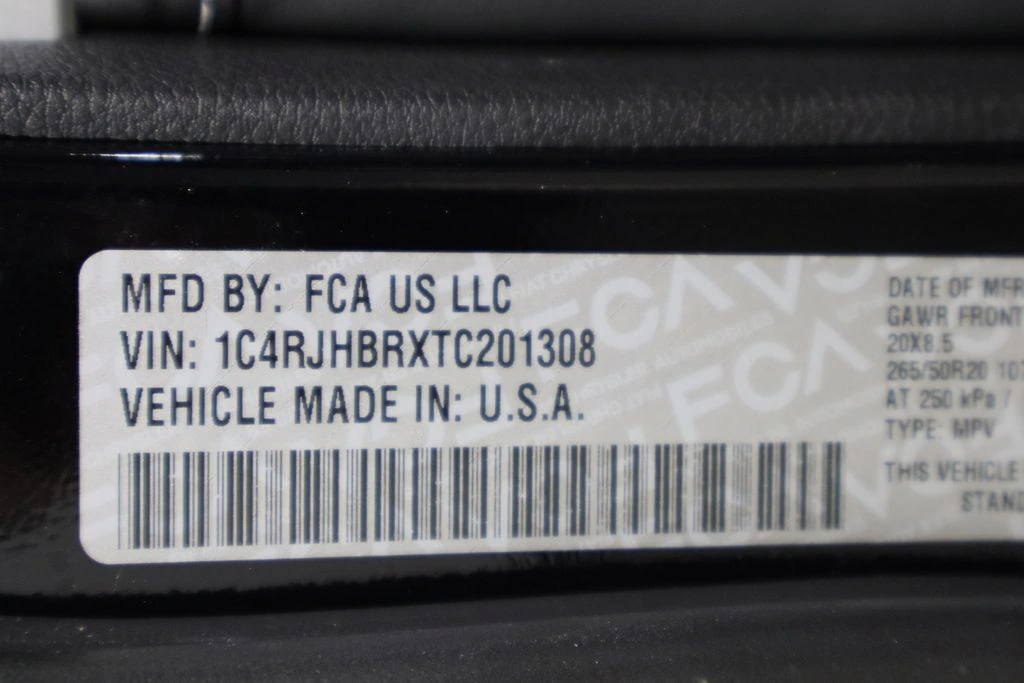 MFD BY: FCA US LLC
VIN: 1C4RJHBRXTC201308
VEHICLE MADE IN: U.S.A.
DATE OF MFR
GAWR FRONT
20X8.5
265/50R20 107
AT 250 kPa /
TYPE: MPV
THIS VEHICLE
STAND